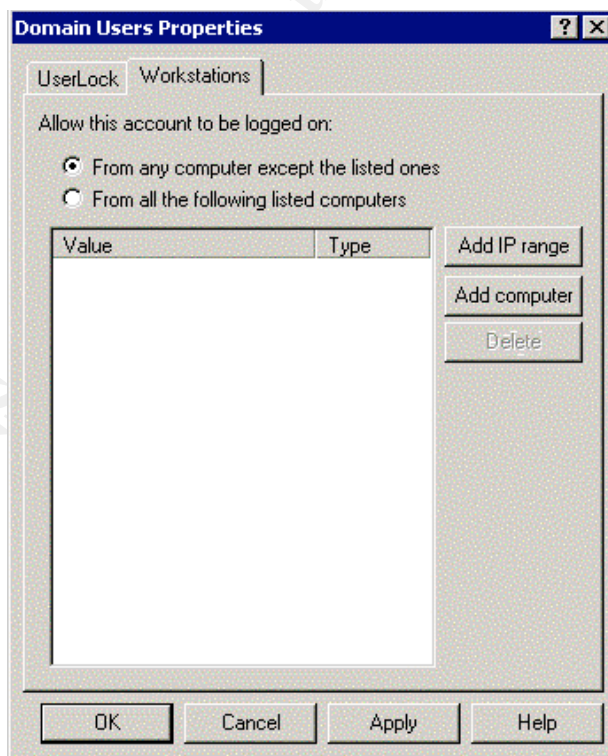 Domain Users Properties
UserLock Workstations
Allow this account to be logged on:
From any computer except the listed ones
From all the following listed computers
Value Type
Add IP range
Add computer
Delete
OK Cancel Apply Help